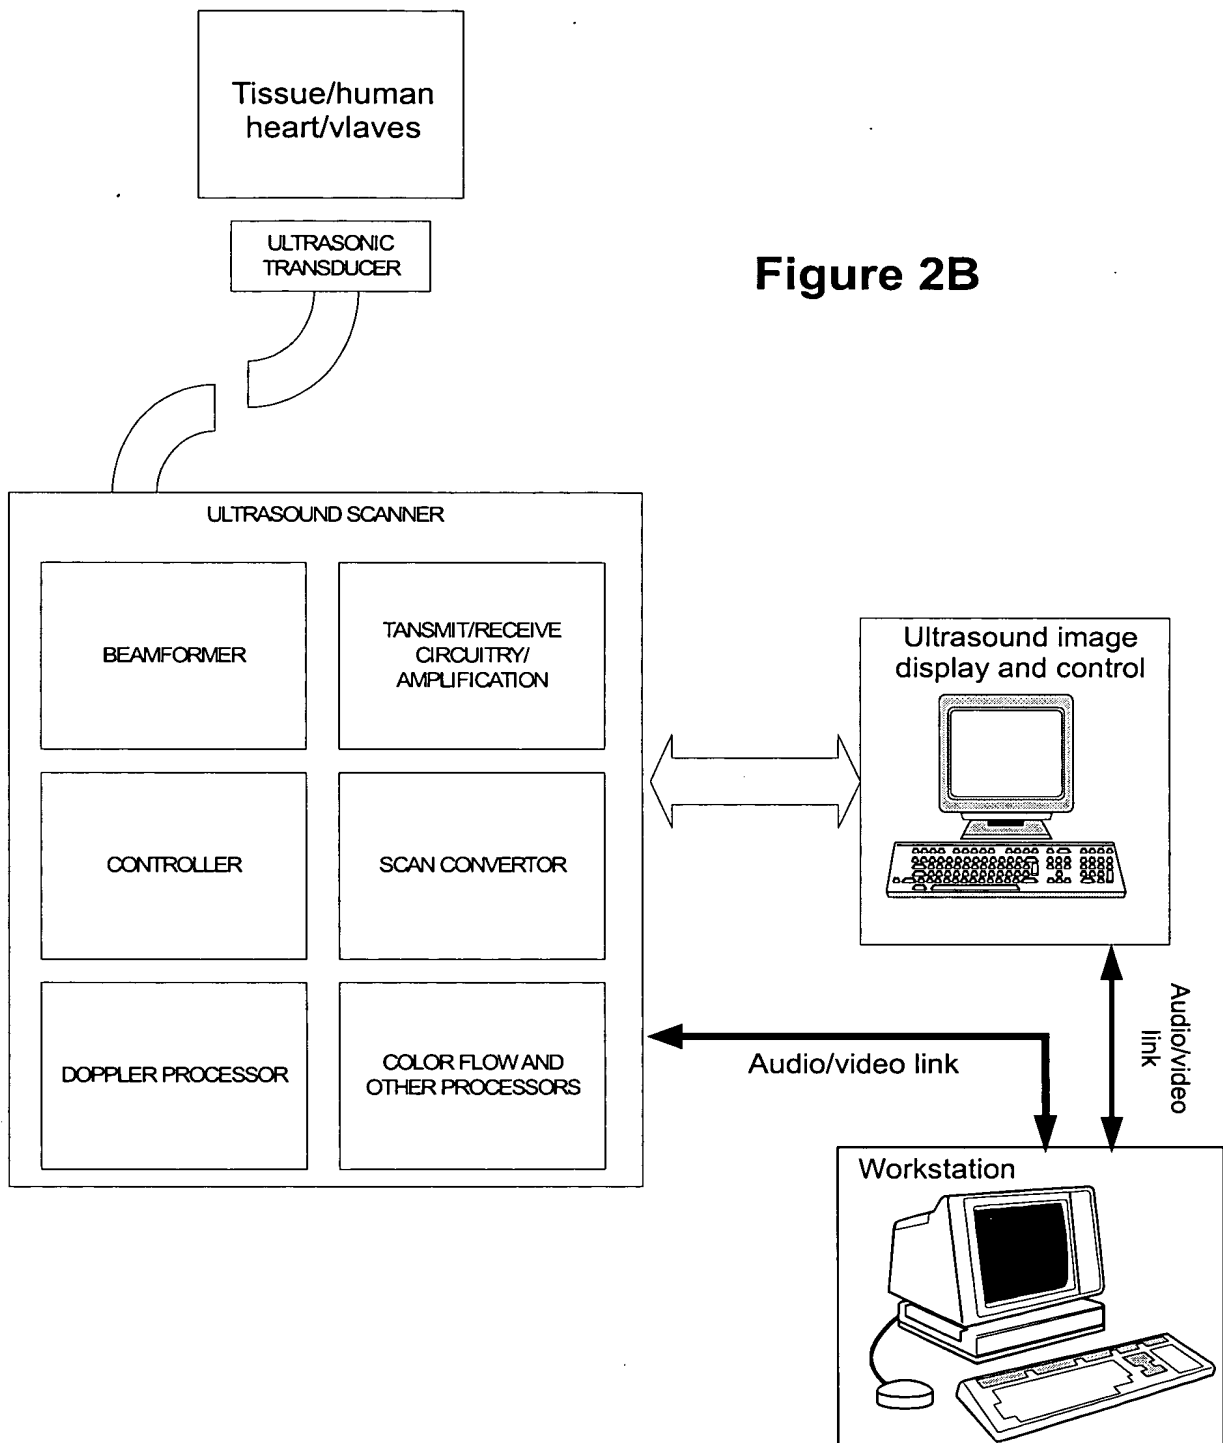 Tissue/human
heart/vlaves
ULTRASONIC
TRANSDUCER
Figure 2B
ULTRASOUND SCANNER
BEAMFORMER
TANSMIT/RECEIVE
CIRCUITRY/
AMPLIFICATION
Ultrasound image
display and control
CONTROLLER
SCAN CONVERTOR
DOPPLER PROCESSOR
COLOR FLOW AND
OTHER PROCESSORS
Audio/video link
Audio/video
link
Workstation